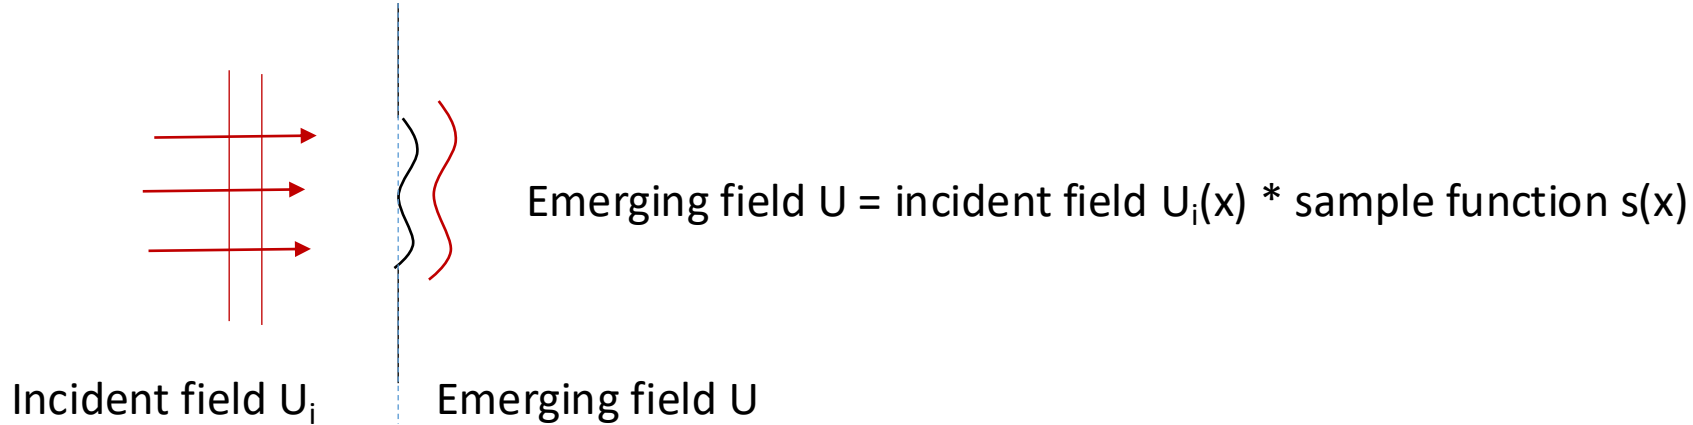 Emerging field U = incident field Uᵢ(x) * sample function s(x)
Incident field Uᵢ
Emerging field U